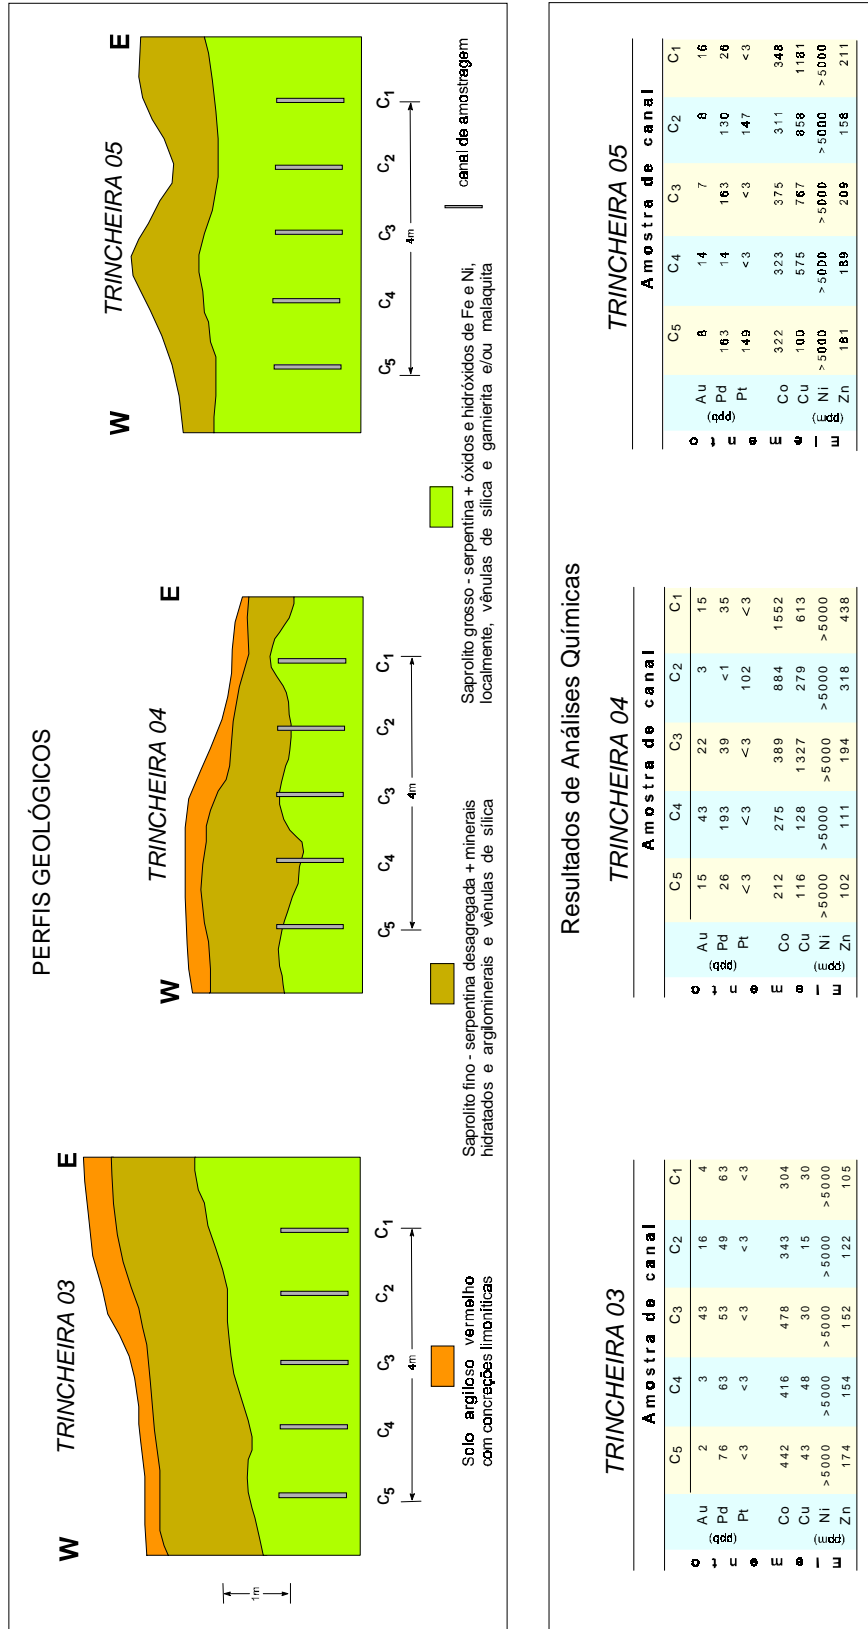 PERFIS GEOLÓGICOS
TRINCHEIRA 03
W
E
1m
C5 C4 C3 C2 C1
4m
TRINCHEIRA 04
W
E
C5 C4 C3 C2 C1
4m
TRINCHEIRA 05
W
E
C5 C4 C3 C2 C1
4m
Solo argiloso vermelho
com concreções limoníticas
Saprolito fino - serpentina desagregada + minerais
hidratados e argilominerais e vênulas de sílica
Saprolito grosso - serpentina + óxidos e hidróxidos de Fe e Ni,
localmente, vênulas de sílica e garnierita e/ou malaquita
canal de amostragem
Resultados de Análises Químicas
TRINCHEIRA 03
Amostra de canal
C5 C4 C3 C2 C1
Elemento
(ppb)
Au 2 3 43 16 4
Pd 76 63 53 49 63
Pt <3 <3 <3 <3 <3
(ppm)
Co 442 416 478 343 304
Cu 43 48 30 15 30
Ni >5000 >5000 >5000 >5000 >5000
Zn 174 154 152 122 105
TRINCHEIRA 04
Amostra de canal
C5 C4 C3 C2 C1
Elemento
(ppb)
Au 15 43 22 3 15
Pd 26 193 39 <1 35
Pt <3 <3 <3 102 <3
(ppm)
Co 212 275 389 884 1552
Cu 116 128 1327 279 613
Ni >5000 >5000 >5000 >5000 >5000
Zn 102 111 194 318 438
TRINCHEIRA 05
Amostra de canal
C5 C4 C3 C2 C1
Elemento
(ppb)
Au 8 14 7 8 16
Pd 163 14 163 130 26
Pt 149 <3 <3 147 <3
(ppm)
Co 322 323 375 311 348
Cu 100 575 767 858 1181
Ni >5000 >5000 >5000 >5000 >5000
Zn 181 189 209 158 211